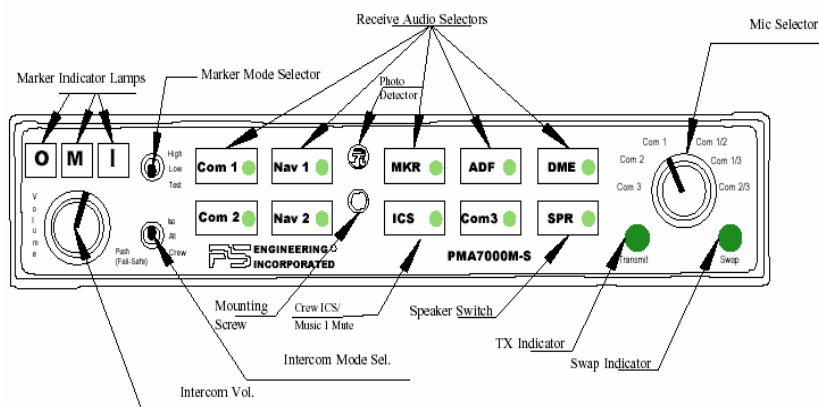 Receive Audio Selectors
Mic Selector
Marker Indicator Lamps
Marker Mode Selector
Photo
Detector
O M I
High
Low
Test
Com 1
Nav 1
MKR
ADF
DME
Com 1
Com 1/2
Com 2
Com 1/3
Com 3
Com 2/3
Volume
Iso
All
Crew
Push
(Fail-Safe)
Com 2
Nav 2
ICS
Com3
SPR
PS ENGINEERING
INCORPORATED
PMA7000M-S
Transmit
Swap
Mounting
Screw
Crew ICS/
Music 1 Mute
Speaker Switch
TX Indicator
Swap Indicator
Intercom Mode Sel.
Intercom Vol.